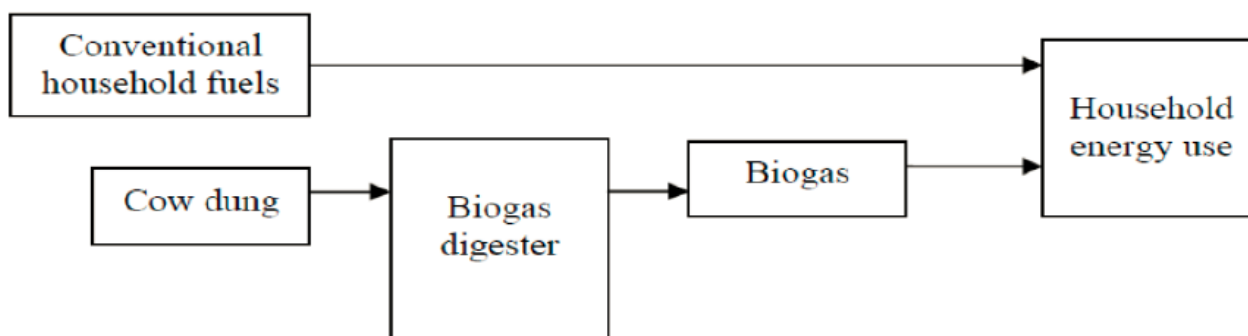 Conventional
household fuels
Household
energy use
Cow dung
Biogas
digester
Biogas